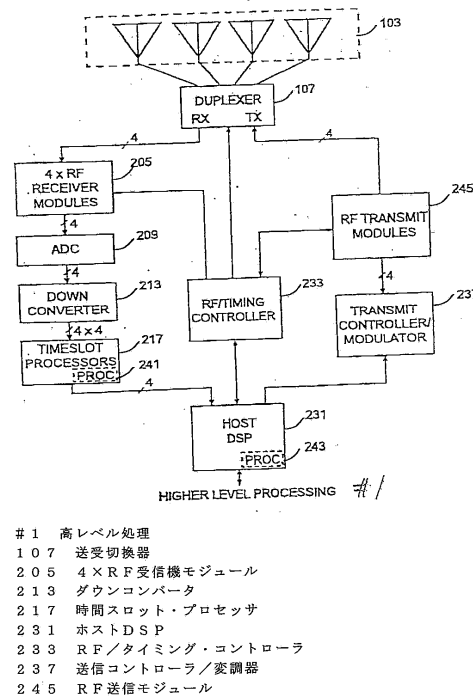 103
DUPLEXER
RX TX
107
4
4
4 x RF
RECEIVER
MODULES
205
4
ADC
209
4
DOWN
CONVERTER
213
4 x 4
TIMESLOT
PROCESSORS
PROC
217
241
4
RF/TIMING
CONTROLLER
233
RF TRANSMIT
MODULES
245
4
TRANSMIT
CONTROLLER/
MODULATOR
237
HOST
DSP
PROC
231
243
HIGHER LEVEL PROCESSING #1
#1 高レベル処理
107 送受切換器
205 4×RF受信機モジュール
213 ダウンコンバータ
217 時間スロット・プロセッサ
231 ホストDSP
233 RF/タイミング・コントローラ
237 送信コントローラ/変調器
245 RF送信モジュール